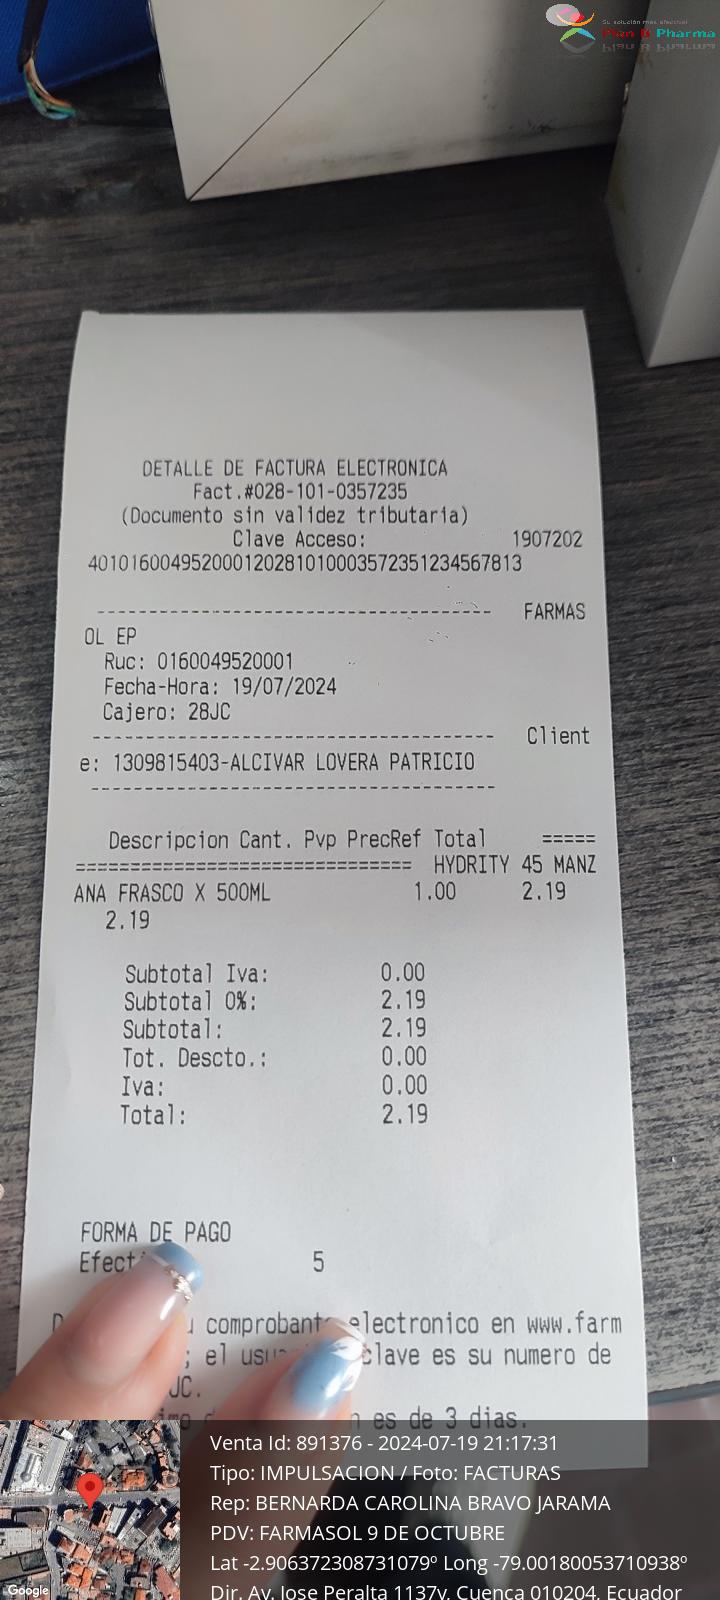 Su solución más efectiva!
Plan B Pharma
DETALLE DE FACTURA ELECTRONICA
Fact.#028-101-0357235
(Documento sin validez tributaria)
Clave Acceso: 1907202
401016004952000120281010003572351234567813
---------------------------------------- FARMAS
OL EP
Ruc: 0160049520001
Fecha-Hora: 19/07/2024
Cajero: 28JC
---------------------------------------- Client
e: 1309815403-ALCIVAR LOVERA PATRICIO
----------------------------------------
Descripcion Cant. Pvp PrecRef Total =====
================================ HYDRITY 45 MANZ
ANA FRASCO X 500ML 1.00 2.19
2.19
Subtotal Iva: 0.00
Subtotal 0%: 2.19
Subtotal: 2.19
Tot. Descto.: 0.00
Iva: 0.00
Total: 2.19
FORMA DE PAGO
5
comprobante electronico en www.farm
; el clave es su numero de
JC.
es de 3 dias.
Venta Id: 891376 - 2024-07-19 21:17:31
Tipo: IMPULSACION / Foto: FACTURAS
Rep: BERNARDA CAROLINA BRAVO JARAMA
PDV: FARMASOL 9 DE OCTUBRE
Lat -2.906372308731079º Long -79.00180053710938º
Dir. Av. Jose Peralta 1137y, Cuenca 010204, Ecuador
Google